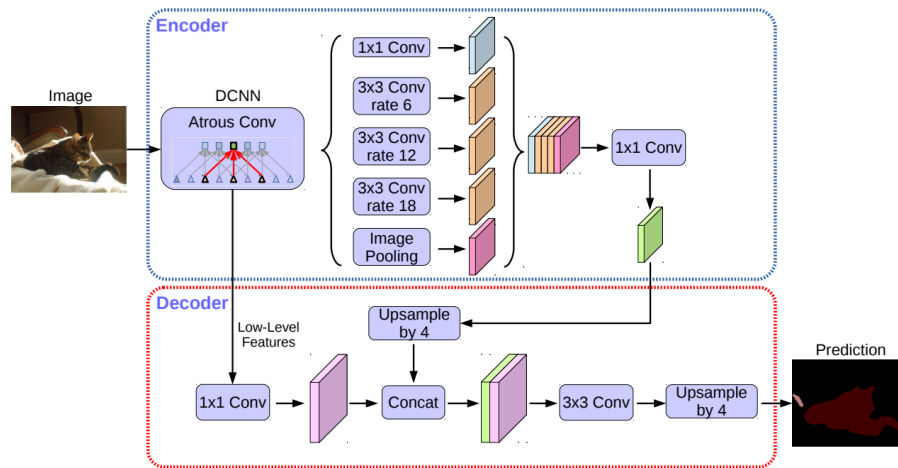 Encoder
Image
DCNN
Atrous Conv
1x1 Conv
3x3 Conv
rate 6
3x3 Conv
rate 12
3x3 Conv
rate 18
Image
Pooling
1x1 Conv
Decoder
Low-Level
Features
Upsample
by 4
1x1 Conv
Concat
3x3 Conv
Upsample
by 4
Prediction